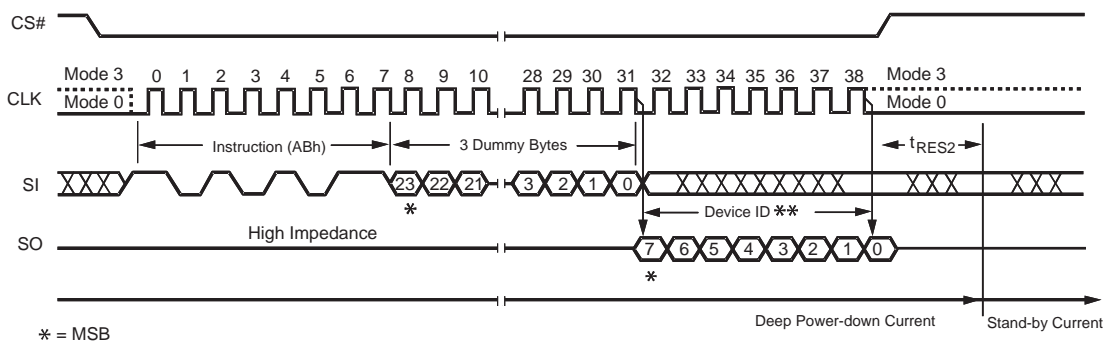 CS#
Mode 3 0 1 2 3 4 5 6 7 8 9 10 28 29 30 31 32 33 34 35 36 37 38 Mode 3
CLK Mode 0 Mode 0
Instruction (ABh) 3 Dummy Bytes tRES2
SI 23 22 21 3 2 1 0
* Device ID **
High Impedance
SO 7 6 5 4 3 2 1 0
*
Deep Power-down Current Stand-by Current
* = MSB